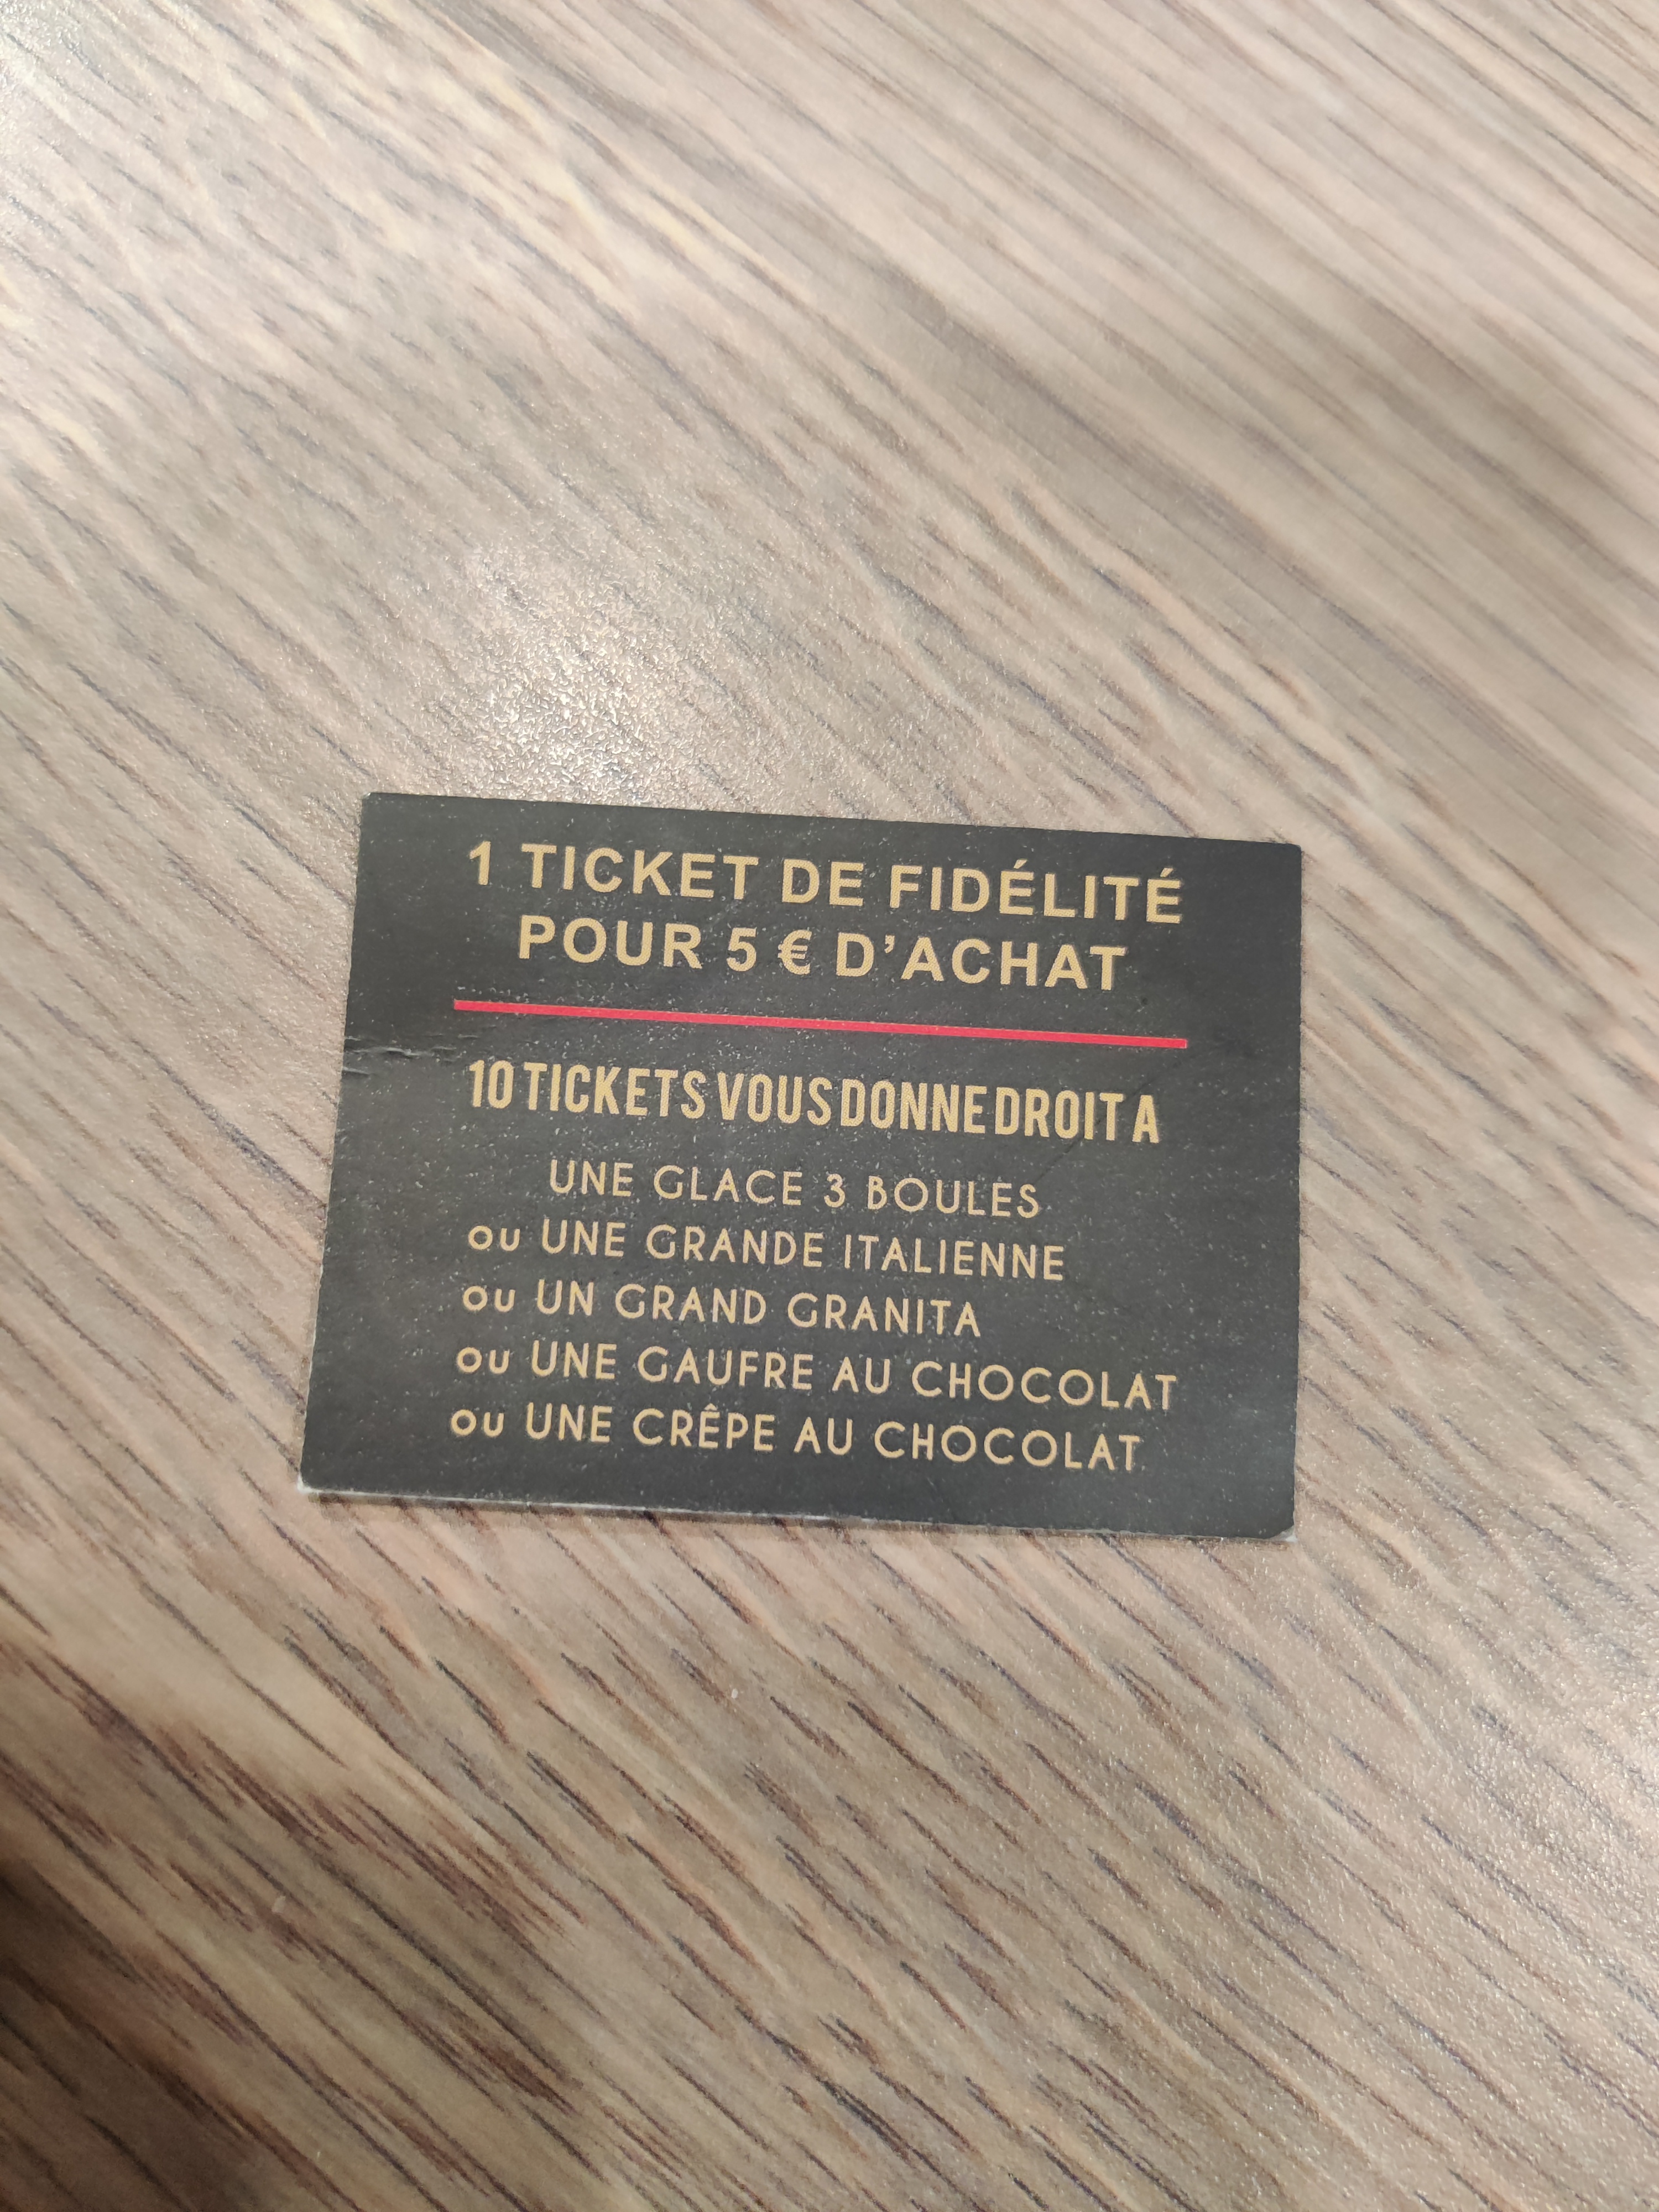 1 TICKET DE FIDÉLITÉ
POUR 5 € D'ACHAT
10 TICKETS VOUS DONNE DROIT A
UNE GLACE 3 BOULES
ou UNE GRANDE ITALIENNE
ou UN GRAND GRANITA
ou UNE GAUFRE AU CHOCOLAT
ou UNE CRÊPE AU CHOCOLAT